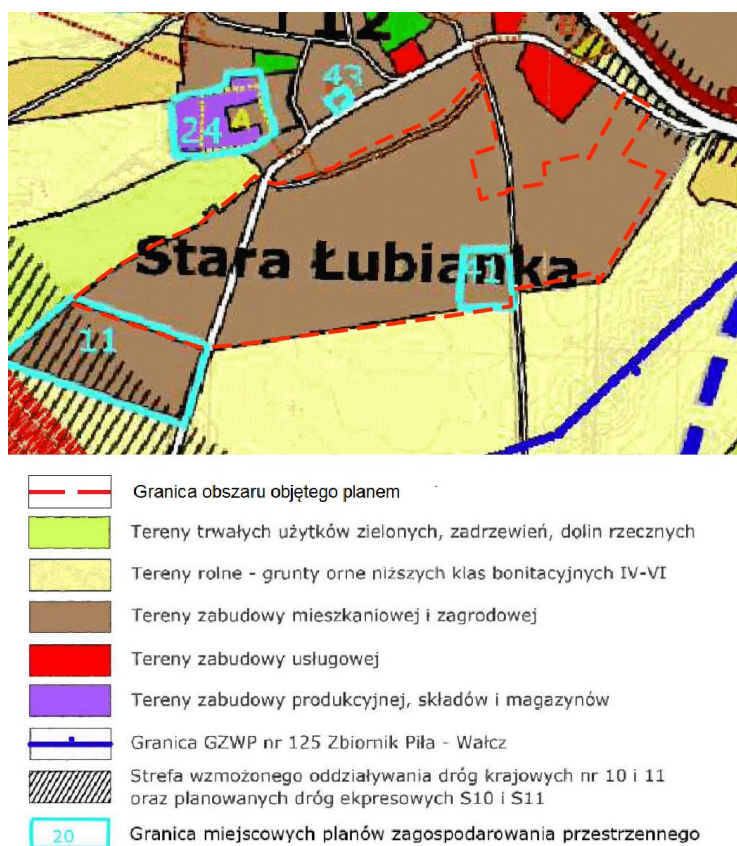 T12
43
24
A
Stara Łubianka
41
11
Granica obszaru objętego planem
Tereny trwałych użytków zielonych, zadrzewień, dolin rzecznych
Tereny rolne - grunty orne niższych klas bonitacyjnych IV-VI
Tereny zabudowy mieszkaniowej i zagrodowej
Tereny zabudowy usługowej
Tereny zabudowy produkcyjnej, składów i magazynów
Granica GZWP nr 125 Zbiornik Piła - Wałcz
Strefa wzmożonego oddziaływania dróg krajowych nr 10 i 11
oraz planowanych dróg ekpresowych S10 i S11
20 Granica miejscowych planów zagospodarowania przestrzennego